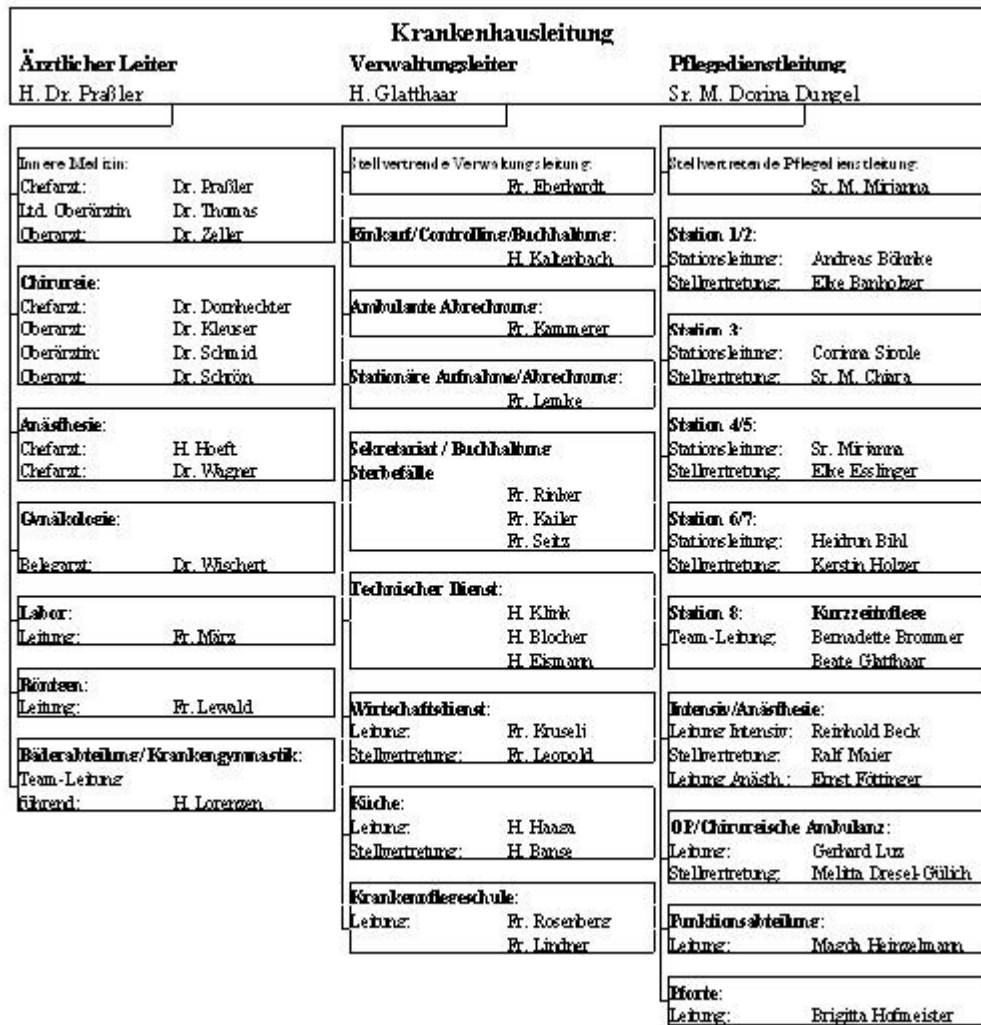 Krankenhausleitung
Ärztlicher Leiter
H. Dr. Praßler
Verwaltungsleiter
H. Glatthaar
Pflegedienstleitung
Sr. M. Dorina Dungel
Innere Medizin:
Chefarzt: Dr. Praßler
Ltd. Oberärztin Dr. Thomas
Oberarzt: Dr. Zeller
Chirurgie:
Chefarzt: Dr. Dornhechter
Oberarzt: Dr. Kleuser
Oberärztin: Dr. Schmid
Oberarzt: Dr. Schrön
Anästhesie:
Chefarzt: H. Hoeft
Chefarzt: Dr. Wagner
Gynäkologie:
Belegarzt: Dr. Wischert
Labor:
Leitung: Fr. März
Röntgen:
Leitung: Fr. Lewald
Bäderabteilung/Krankengymnastik:
Team-Leitung
führend: H. Lorenzen
Stellvertrende Verwaltungsleitung:
Fr. Eberhardt
Einkauf/Controlling/Buchhaltung:
H. Kaltenbach
Ambulante Abrechnung:
Fr. Kammerer
Stationäre Aufnahme/Abrechnung:
Fr. Lemke
Sekretariat / Buchhaltung
Sterbefälle
Fr. Rinker
Fr. Kailer
Fr. Seitz
Technischer Dienst:
H. Klink
H. Blocher
H. Eismann
Wirtschaftsdienst:
Leitung: Fr. Kruseli
Stellvertretung: Fr. Leopold
Küche:
Leitung: H. Haaga
Stellvertretung: H. Banse
Krankenpflegeschule:
Leitung: Fr. Rosenberg
Fr. Lindner
Stellvertretende Pflegedienstleitung:
Sr. M. Mirianna
Station 1/2:
Stationsleitung: Andreas Böhnke
Stellvertretung: Elke Banholzer
Station 3:
Stationsleitung: Corinna
Stellvertretung: Sr. M. Chiara
Station 4/5:
Stationsleitung: Sr. Mirianna
Stellvertretung: Elke Esslinger
Station 6/7:
Stationsleitung: Heidrun Bihl
Stellvertretung: Kerstin Holzer
Station 8: Kurzzeitpflege
Team-Leitung: Bernadette Brommer
Beate Glatthaar
Intensiv/Anästhesie:
Leitung Intensiv: Reinhold Beck
Stellvertretung: Ralf Maier
Leitung Anästh.: Ernst Föttinger
OP/Chirurgische Ambulanz:
Leitung: Gerhard Lux
Stellvertretung: Melitta Dresel-Gülich
Funktionsabteilung:
Leitung: Magda Heinzelmann
Pforte:
Leitung: Brigitta Hofmeister